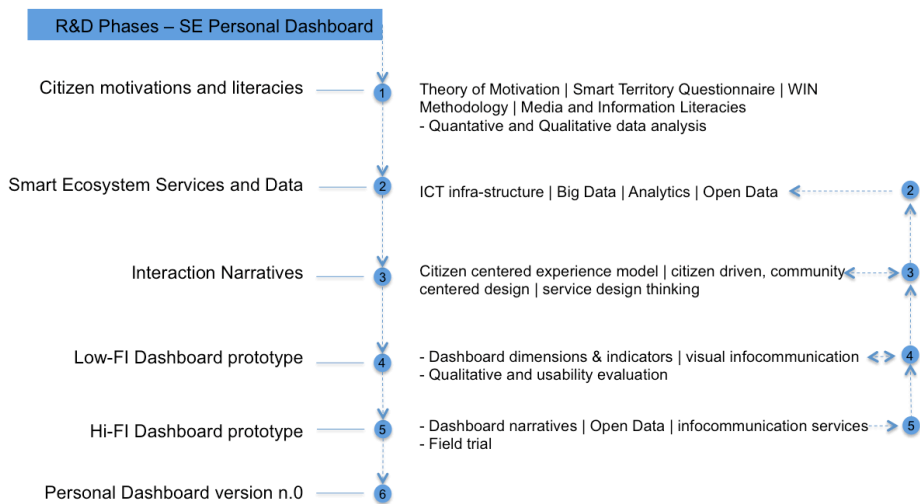 R&D Phases – SE Personal Dashboard
Citizen motivations and literacies
1
Theory of Motivation | Smart Territory Questionnaire | WIN
Methodology | Media and Information Literacies
- Quantative and Qualitative data analysis
Smart Ecosystem Services and Data
2
ICT infra-structure | Big Data | Analytics | Open Data
2
Interaction Narratives
3
Citizen centered experience model | citizen driven, community
centered design | service design thinking
3
Low-FI Dashboard prototype
4
- Dashboard dimensions & indicators | visual infocommunication
- Qualitative and usability evaluation
4
Hi-FI Dashboard prototype
5
- Dashboard narratives | Open Data | infocommunication services
- Field trial
5
Personal Dashboard version n.0
6